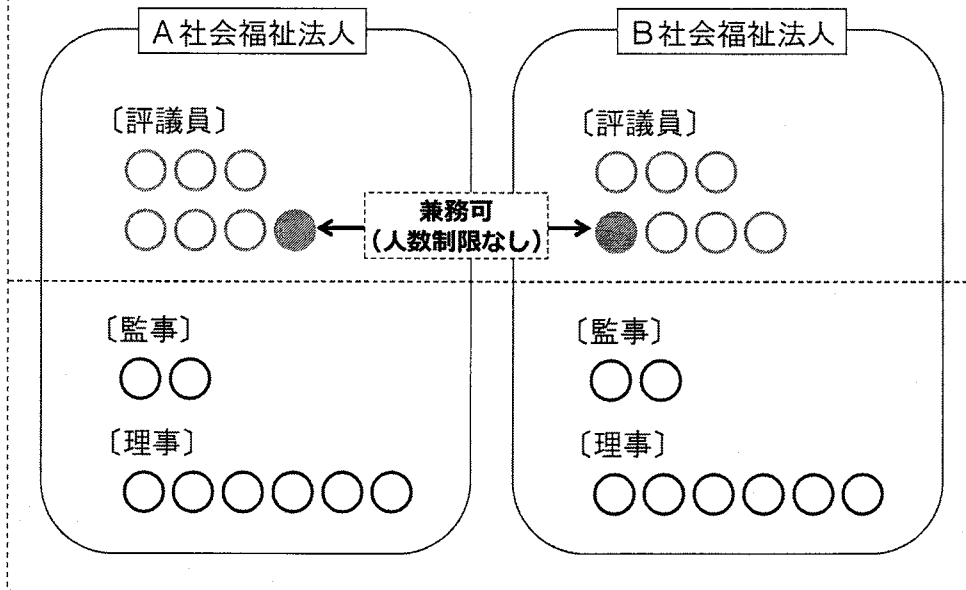 A社会福祉法人
B社会福祉法人
〔評議員〕
〔評議員〕
兼務可
（人数制限なし）
〔監事〕
〔監事〕
〔理事〕
〔理事〕